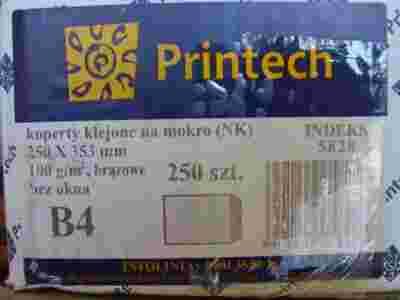 Printech
koperty klejone na mokro (NK)
250 X 353 mm
100 g/m², brązowe
bez okna
250 szt.
INDEKS
5828
B4
INFOLINIA